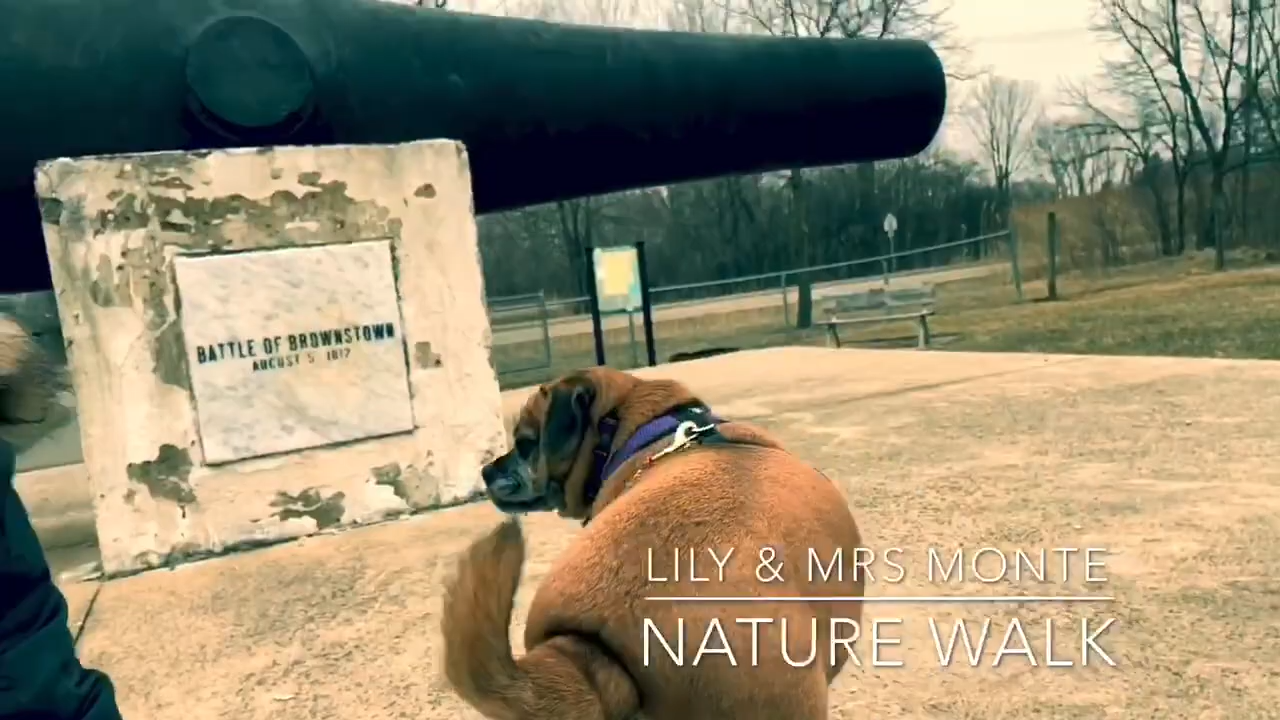 BATTLE OF BROWNSTOWN
AUGUST 5 1812
LILY & MRS MONTE
NATURE WALK